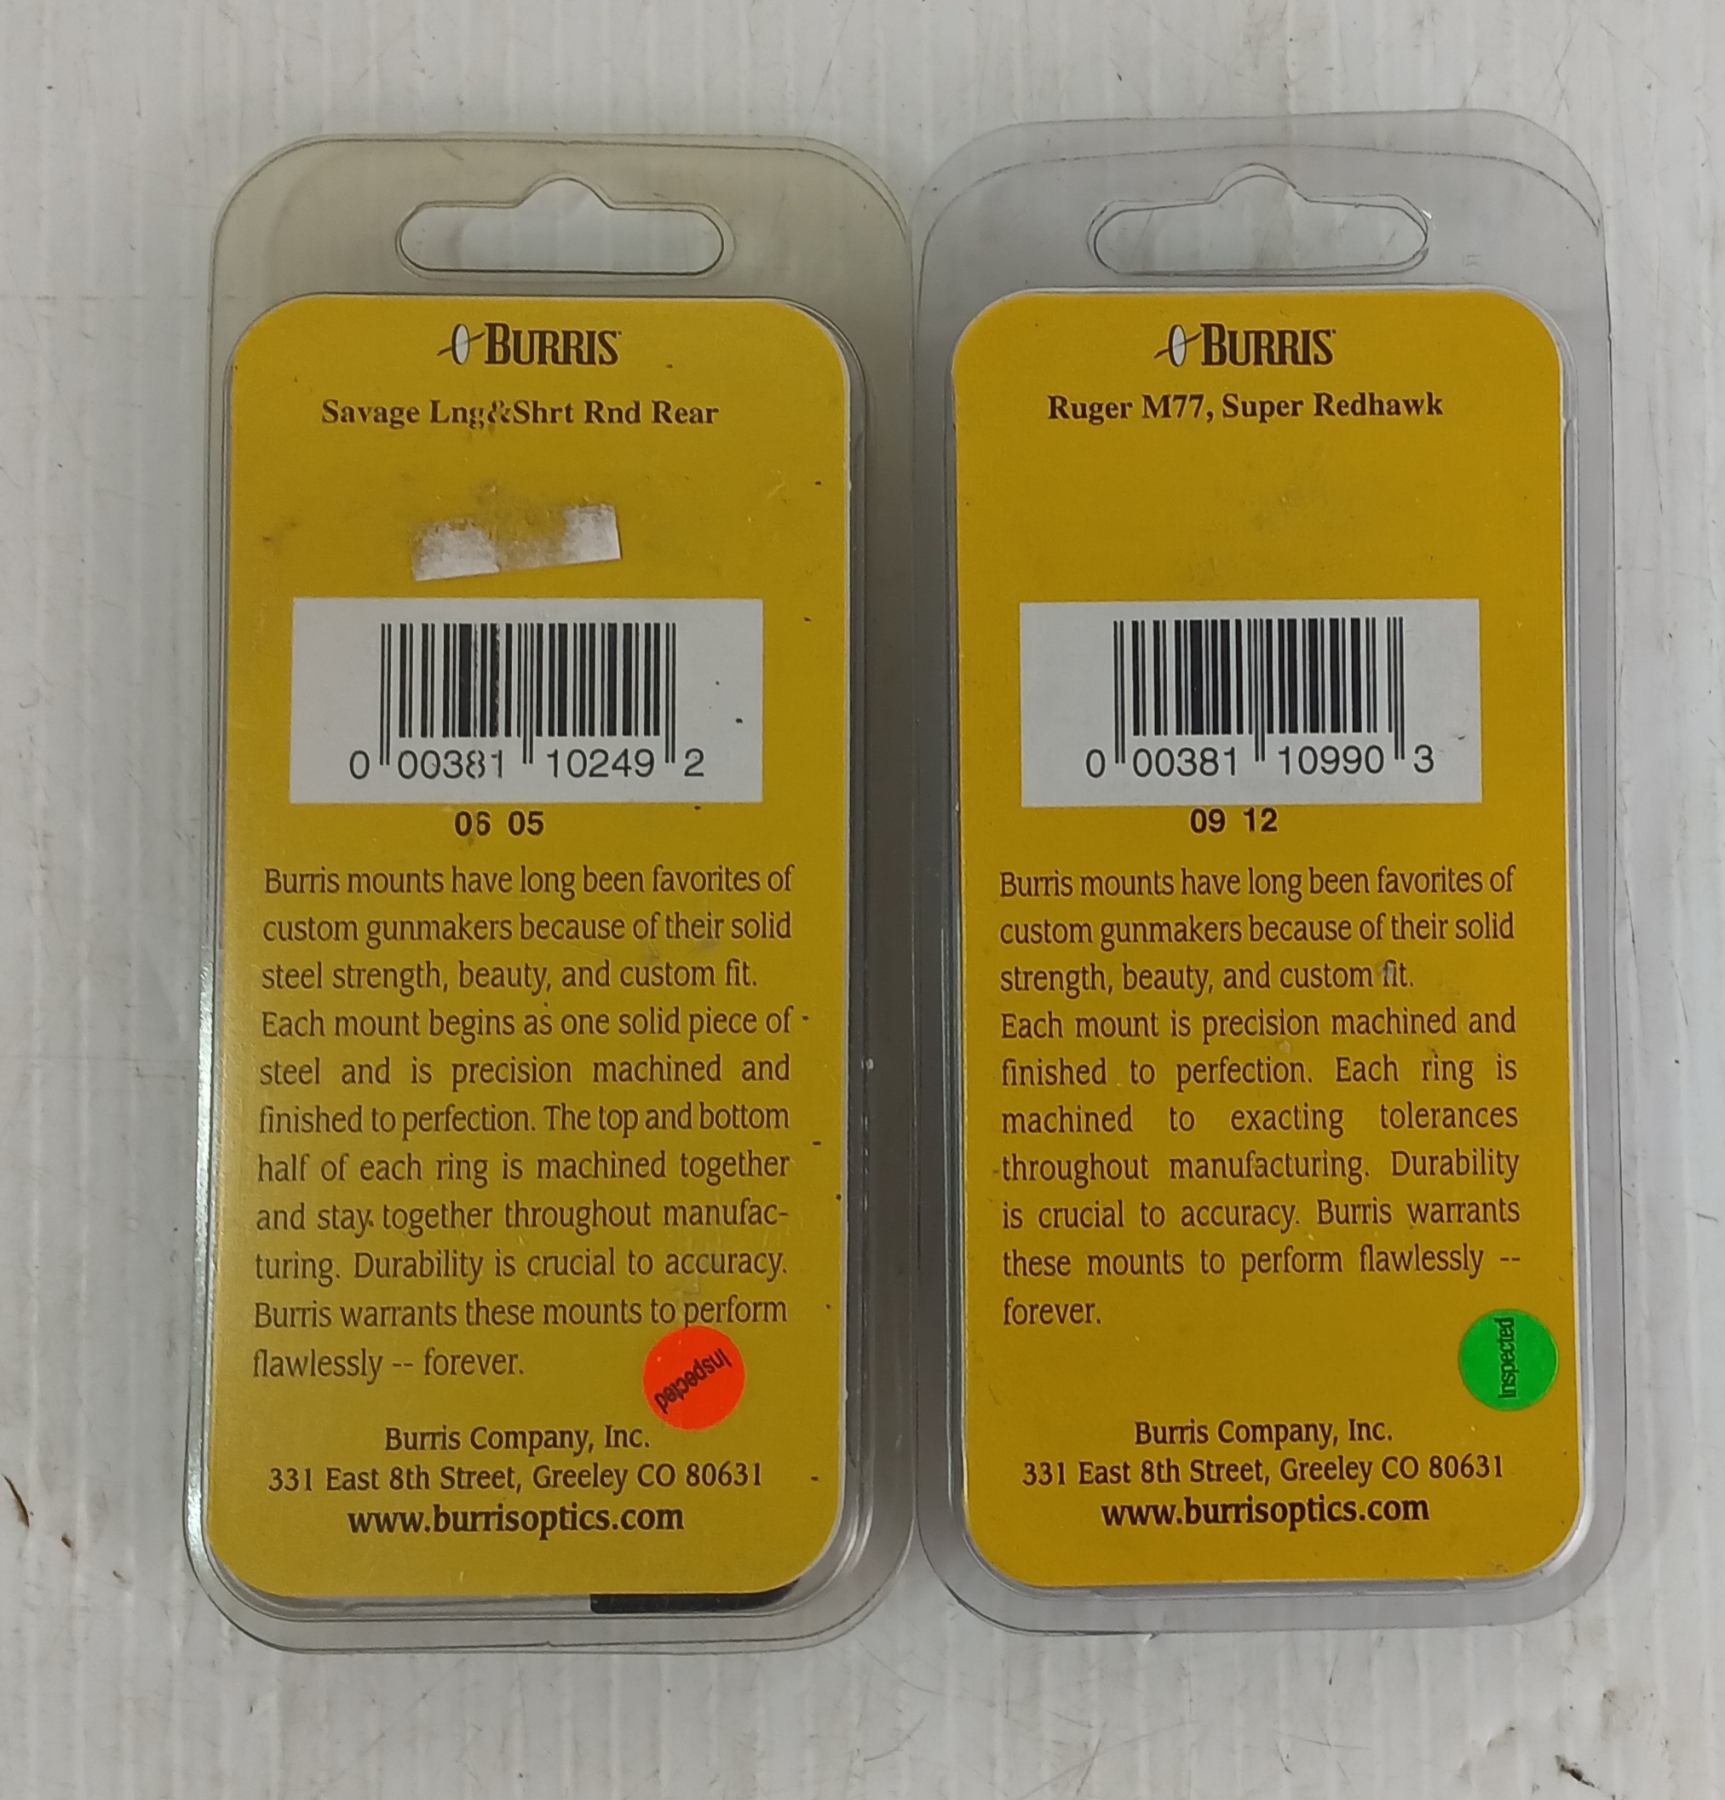 BURRIS
Savage Lng&Shrt Rnd Rear
0 00381 10249 2
06 05
Burris mounts have long been favorites of
custom gunmakers because of their solid
steel strength, beauty, and custom fit.
Each mount begins as one solid piece of
steel and is precision machined and
finished to perfection. The top and bottom
half of each ring is machined together
and stay together throughout manufac-
turing. Durability is crucial to accuracy.
Burris warrants these mounts to perform
flawlessly -- forever.
Inspected
Burris Company, Inc.
331 East 8th Street, Greeley CO 80631
www.burrisoptics.com
BURRIS
Ruger M77, Super Redhawk
0 00381 10990 3
09 12
Burris mounts have long been favorites of
custom gunmakers because of their solid
strength, beauty, and custom fit.
Each mount is precision machined and
finished to perfection. Each ring is
machined to exacting tolerances
throughout manufacturing. Durability
is crucial to accuracy. Burris warrants
these mounts to perform flawlessly --
forever.
Inspected
Burris Company, Inc.
331 East 8th Street, Greeley CO 80631
www.burrisoptics.com